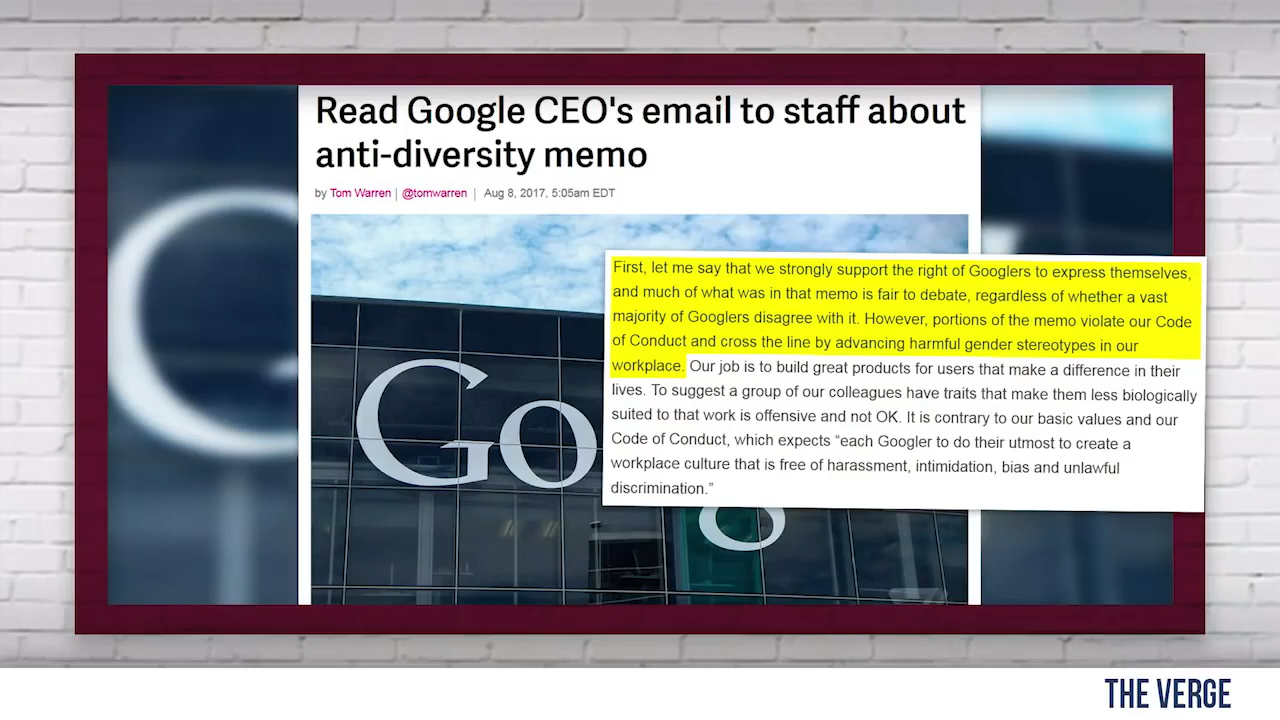 Read Google CEO's email to staff about
anti-diversity memo
by Tom Warren | @tomwarren | Aug 8, 2017, 5:05am EDT
Go
g
First, let me say that we strongly support the right of Googlers to express themselves,
and much of what was in that memo is fair to debate, regardless of whether a vast
majority of Googlers disagree with it. However, portions of the memo violate our Code
of Conduct and cross the line by advancing harmful gender stereotypes in our
workplace. Our job is to build great products for users that make a difference in their
lives. To suggest a group of our colleagues have traits that make them less biologically
suited to that work is offensive and not OK. It is contrary to our basic values and our
Code of Conduct, which expects “each Googler to do their utmost to create a
workplace culture that is free of harassment, intimidation, bias and unlawful
discrimination.”
THE VERGE